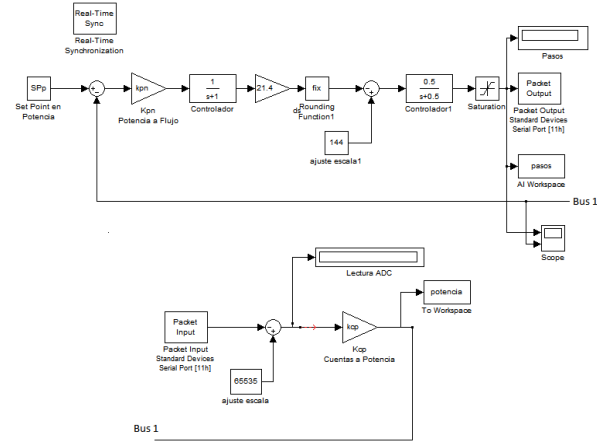 Real-Time
Sync
Real-Time
Synchronization
SPp
Set Point en
Potencia
kpn
Kpn
Potencia a Flujo
1
s+1
Controlador
21.4
ds
fix
Rounding
Function1
144
ajuste escala1
0.5
s+0.5
Controlador1
Saturation
Pasos
Packet
Output
Packet Output
Standard Devices
Serial Port [11h]
pasos
AI Workspace
Bus 1
Scope
Lectura ADC
potencia
To Workspace
Packet
Input
Packet Input
Standard Devices
Serial Port [11h]
65535
ajuste escala
kcp
Kcp
Cuentas a Potencia
Bus 1